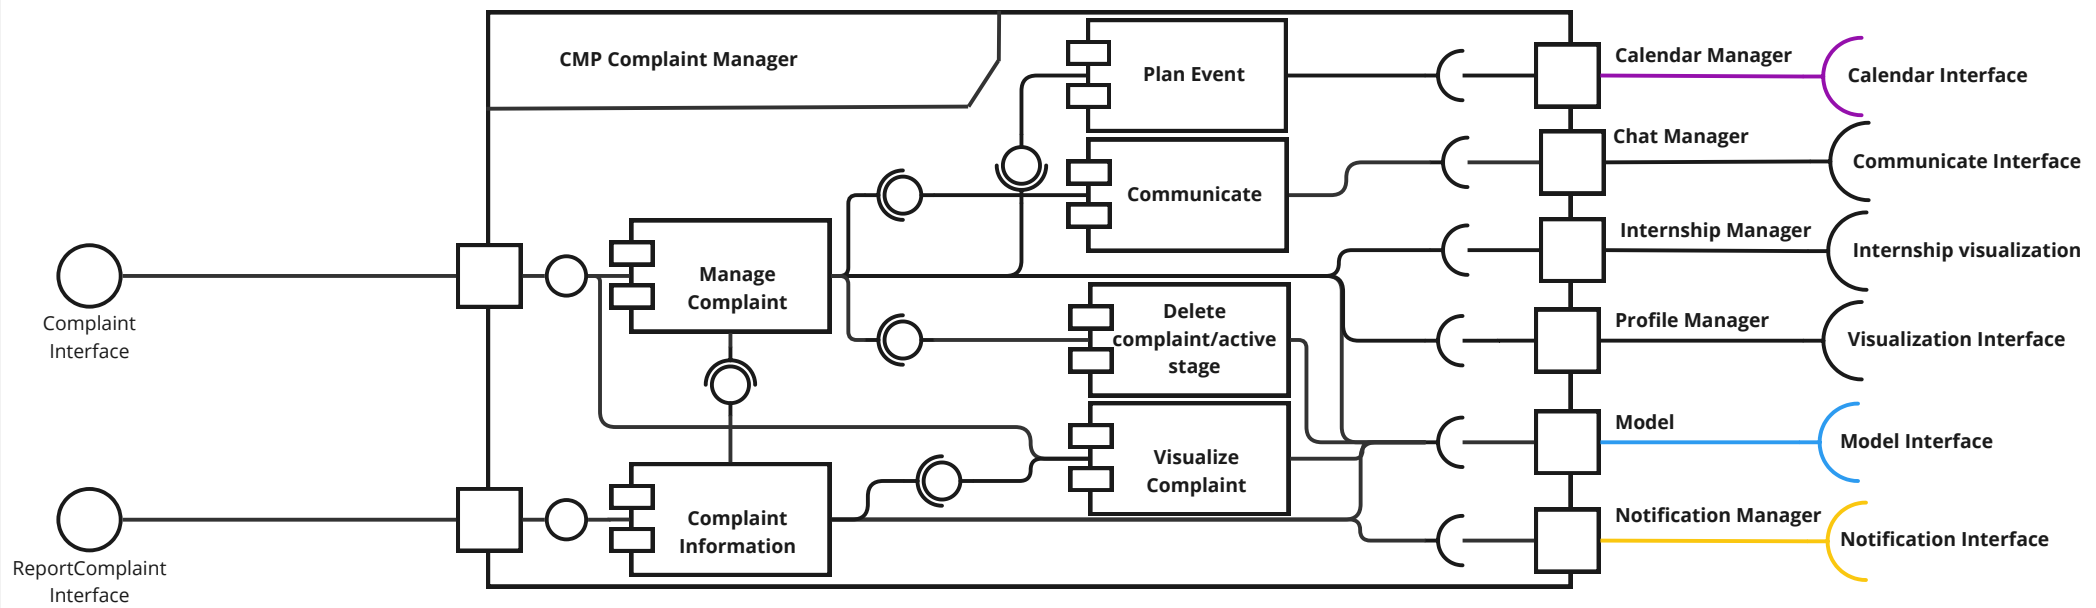 CMP Complaint Manager
Plan Event
Communicate
Manage
Complaint
Delete
complaint/active
stage
Visualize
Complaint
Complaint
Information
Complaint
Interface
ReportComplaint
Interface
Calendar Manager
Calendar Interface
Chat Manager
Communicate Interface
Internship Manager
Internship visualization
Profile Manager
Visualization Interface
Model
Model Interface
Notification Manager
Notification Interface